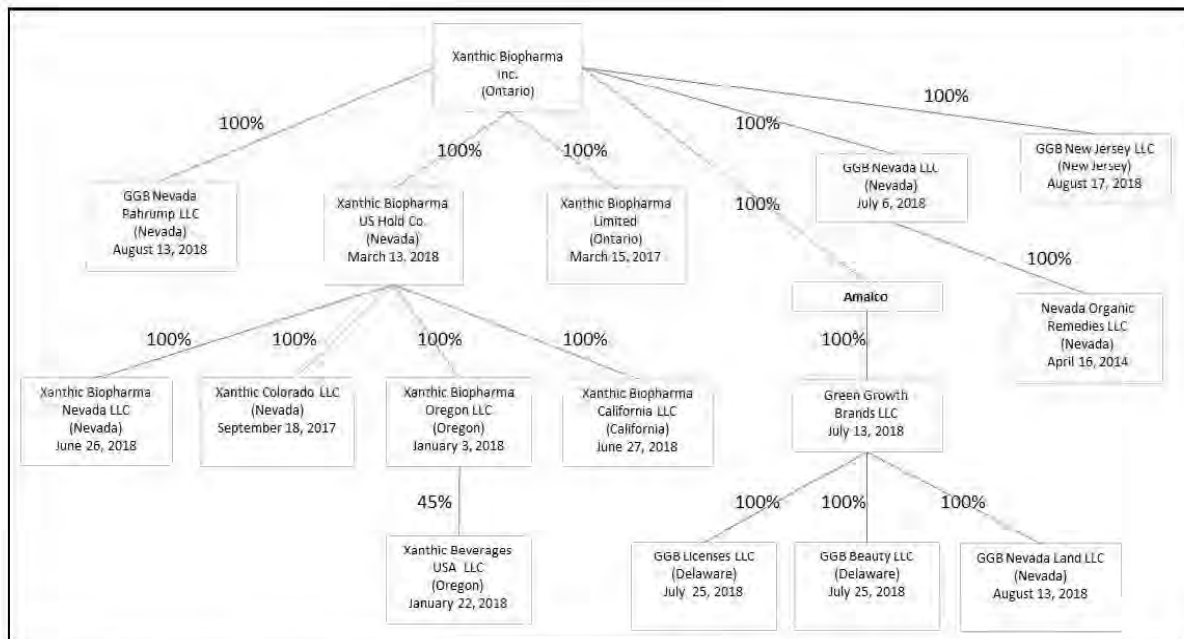 Xanthic Biopharma
Inc.
(Ontario)
100%
100%
100%
100%
100%
100%
GGB Nevada
Pahrump LLC
(Nevada)
August 13, 2018
Xanthic Biopharma
US Hold Co.
(Nevada)
March 13, 2018
Xanthic Biopharma
Limited
(Ontario)
March 15, 2017
GGB Nevada LLC
(Nevada)
July 6, 2018
GGB New Jersey LLC
(New Jersey)
August 17, 2018
100%
Amalco
Nevada Organic
Remedies LLC
(Nevada)
April 16, 2014
100%
100%
100%
100%
100%
Xanthic Biopharma
Nevada LLC
(Nevada)
June 26, 2018
Xanthic Colorado LLC
(Nevada)
September 18, 2017
Xanthic Biopharma
Oregon LLC
(Oregon)
January 3, 2018
Xanthic Biopharma
California LLC
(California)
June 27, 2018
Green Growth
Brands LLC
July 13, 2018
45%
100%
100%
100%
Xanthic Beverages
USA LLC
(Oregon)
January 22, 2018
GGB Licenses LLC
(Delaware)
July 25, 2018
GGB Beauty LLC
(Delaware)
July 25, 2018
GGB Nevada Land LLC
(Nevada)
August 13, 2018